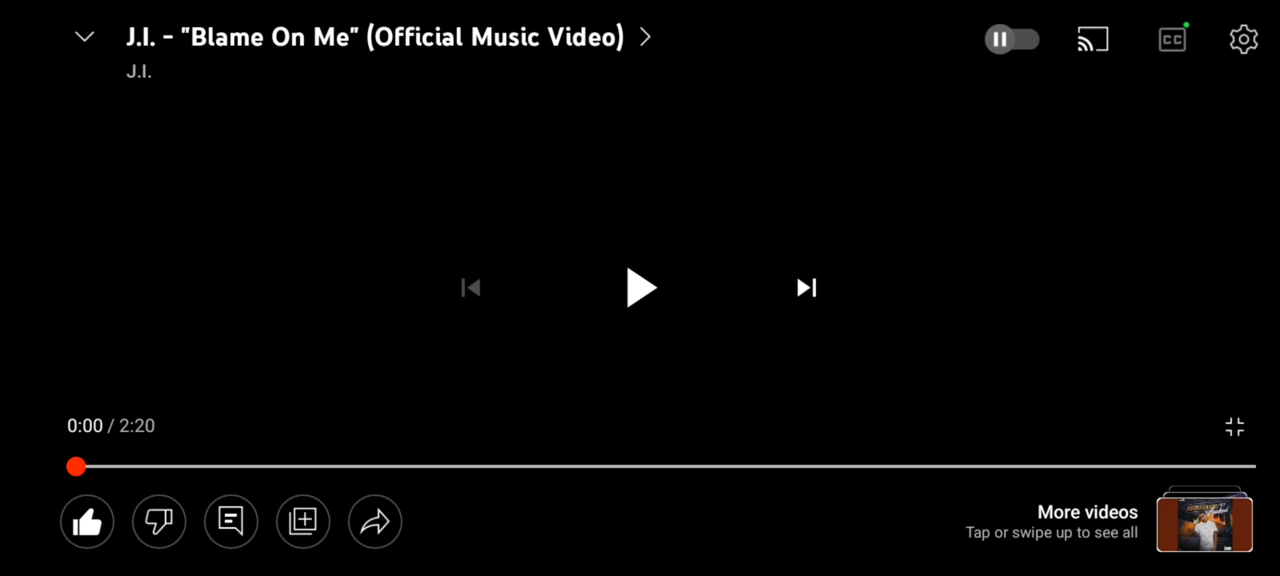 J.I. - "Blame On Me" (Official Music Video)
J.I.
CC
0:00 / 2:20
More videos
Tap or swipe up to see all